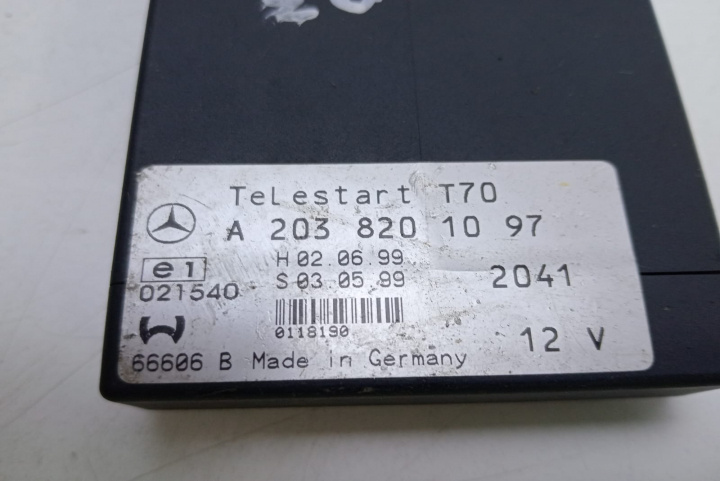 TeLestart T70
A 203 820 10 97
H 02.06.99
S 03.05.99
2041
e1
021540
0118190
12 V
66606 B Made in Germany